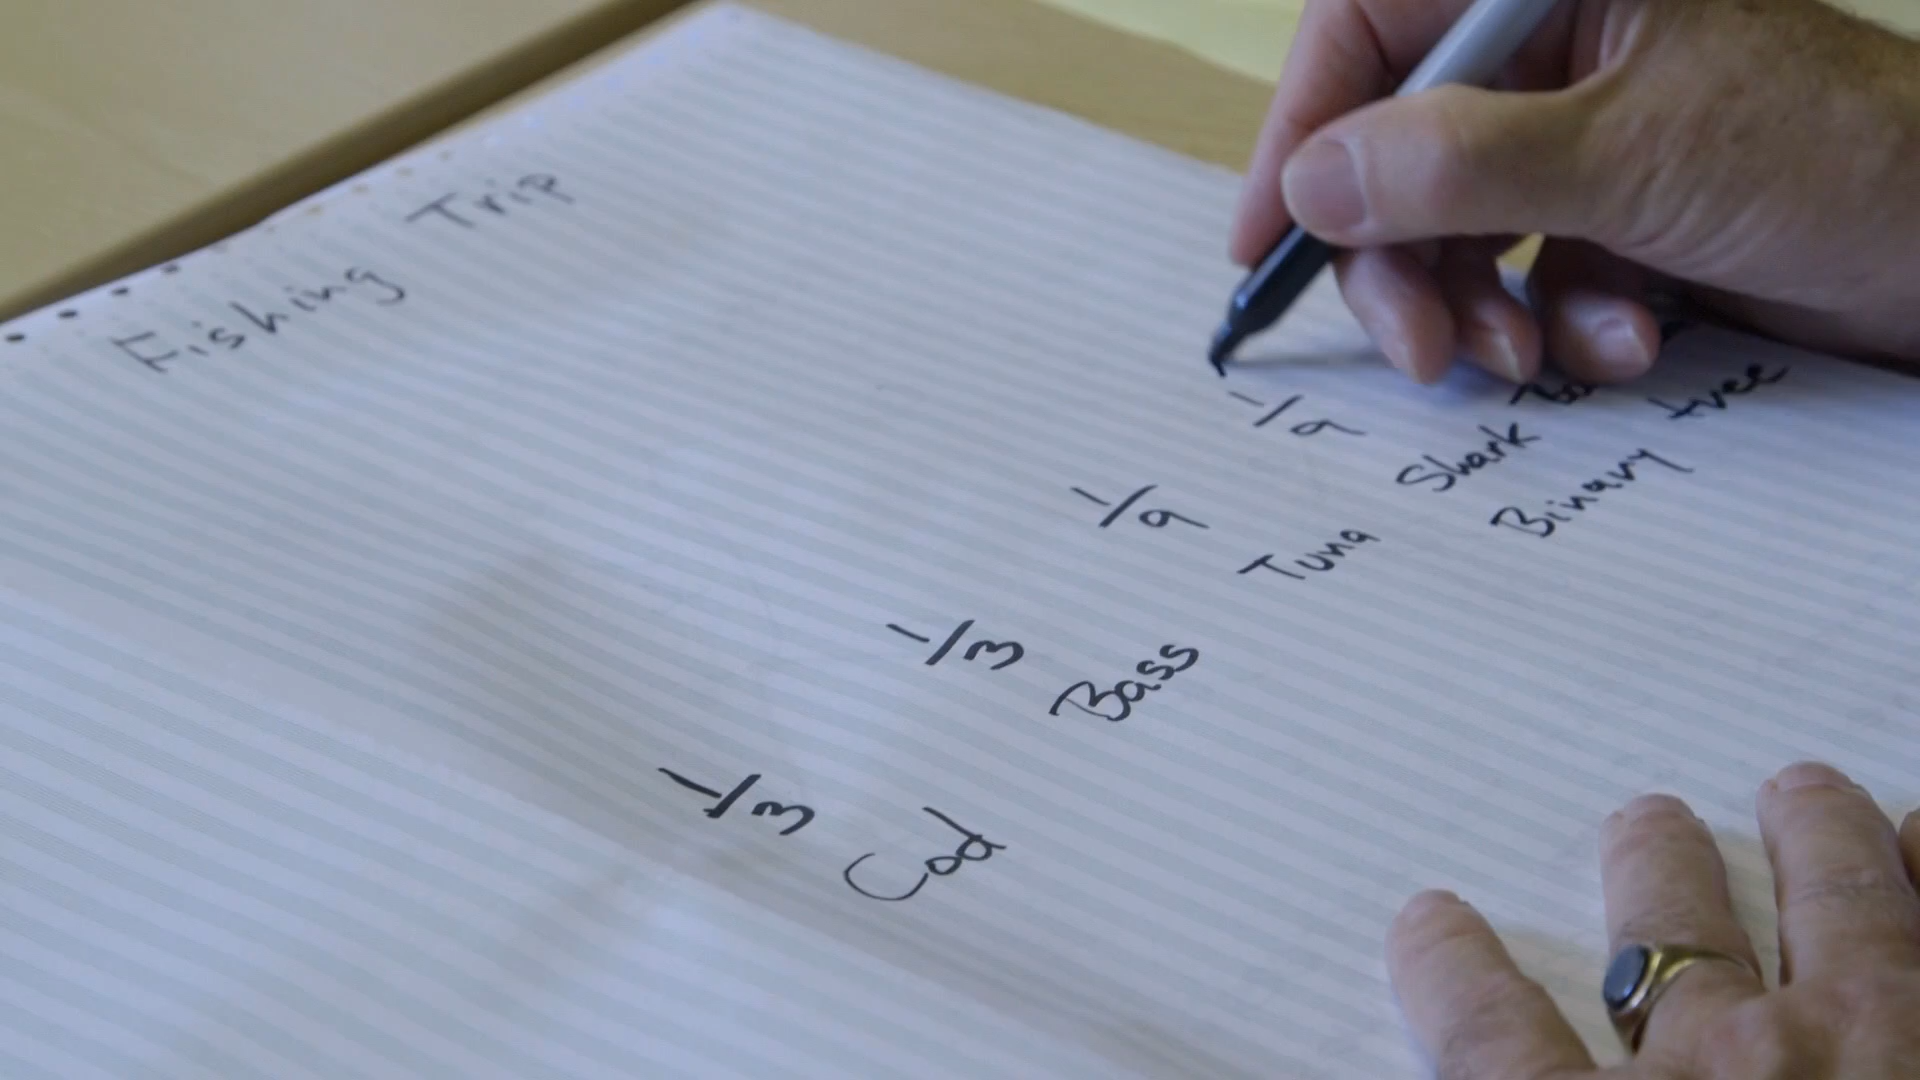 Fishing Trip
1/3 1/3 1/9 1/9
Cod Bass Tuna Shark
Binary tree